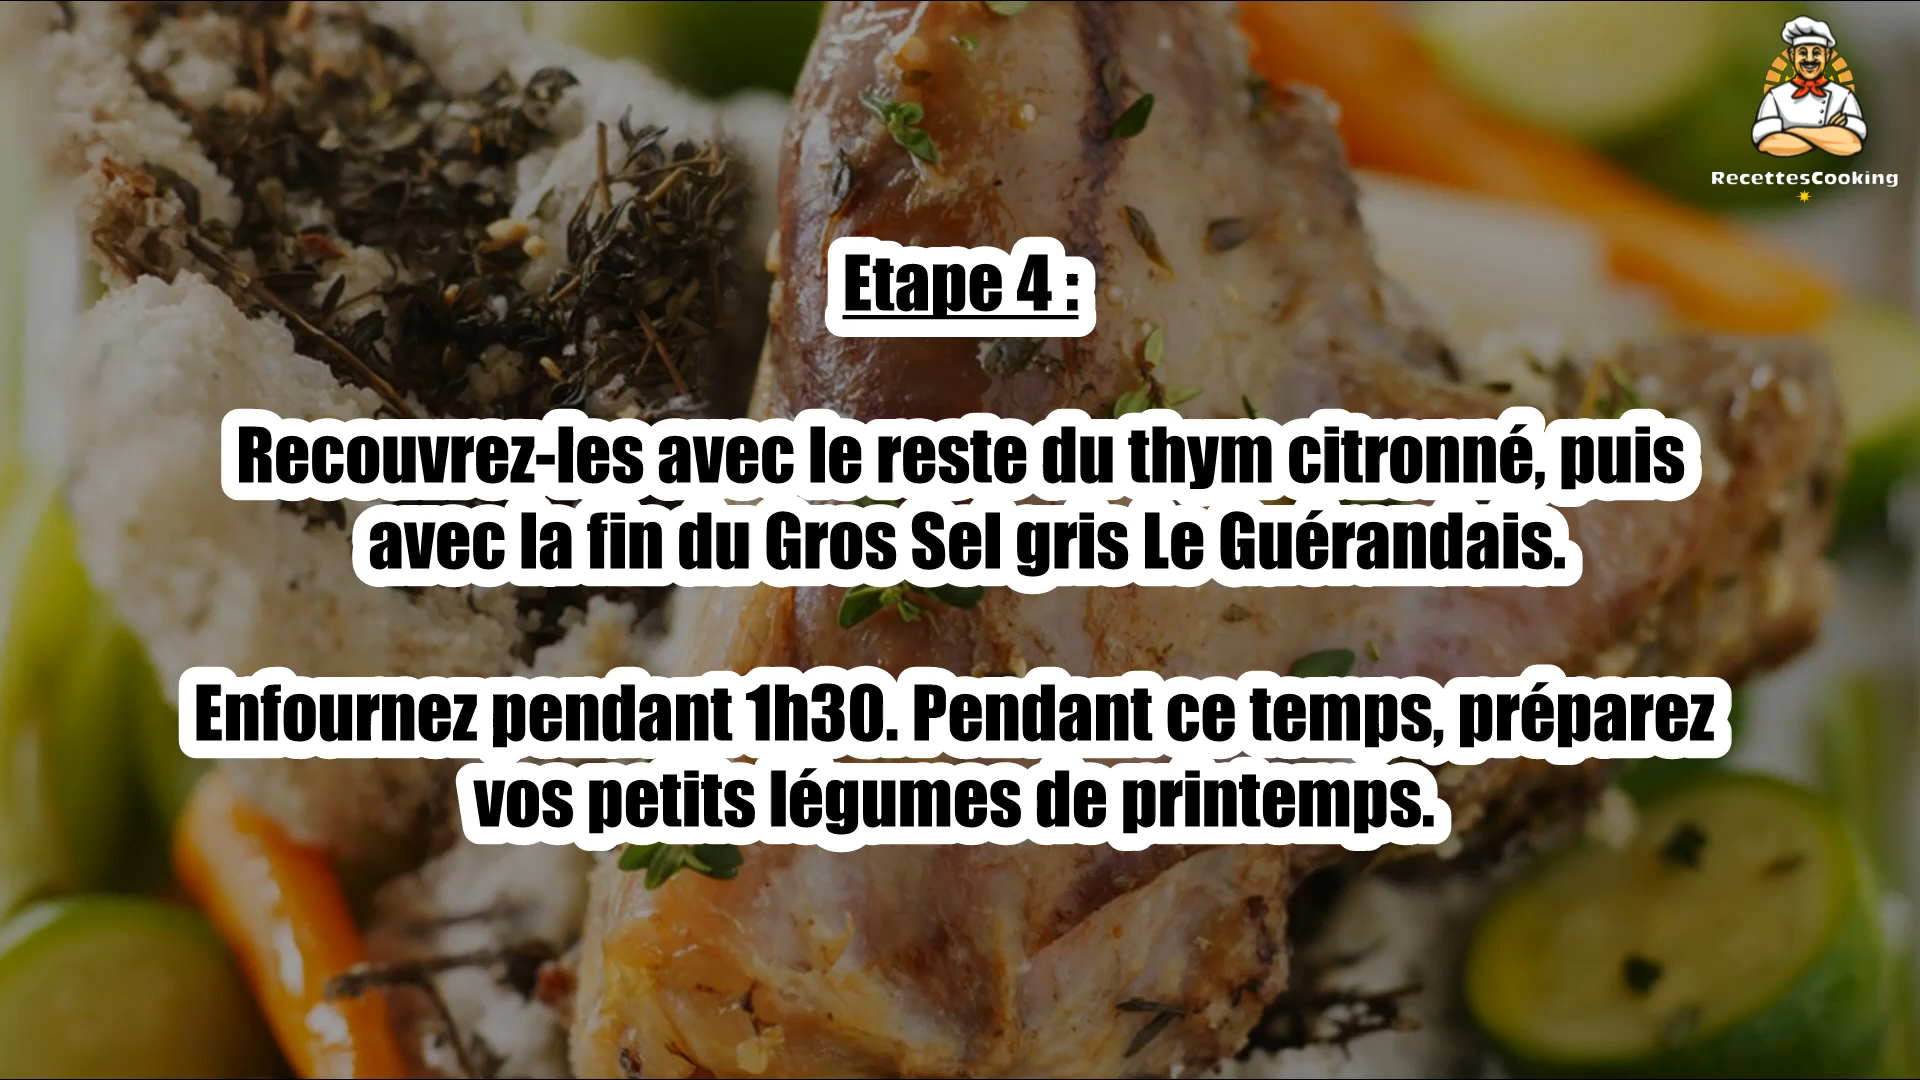 RecettesCooking
Etape 4 :
Recouvrez-les avec le reste du thym citronné, puis
avec la fin du Gros Sel gris Le Guérandais.
Enfournez pendant 1h30. Pendant ce temps, préparez
vos petits légumes de printemps.